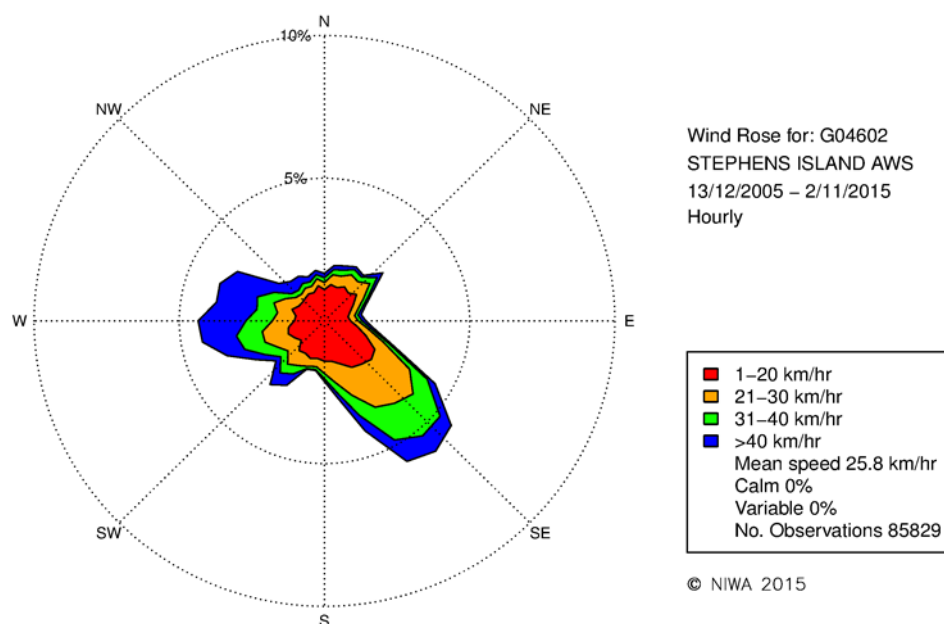 N
10%
NW
NE
5%
W
E
SW
SE
S
Wind Rose for: G04602
STEPHENS ISLAND AWS
13/12/2005 – 2/11/2015
Hourly
1–20 km/hr
21–30 km/hr
31–40 km/hr
>40 km/hr
Mean speed 25.8 km/hr
Calm 0%
Variable 0%
No. Observations 85829
© NIWA 2015